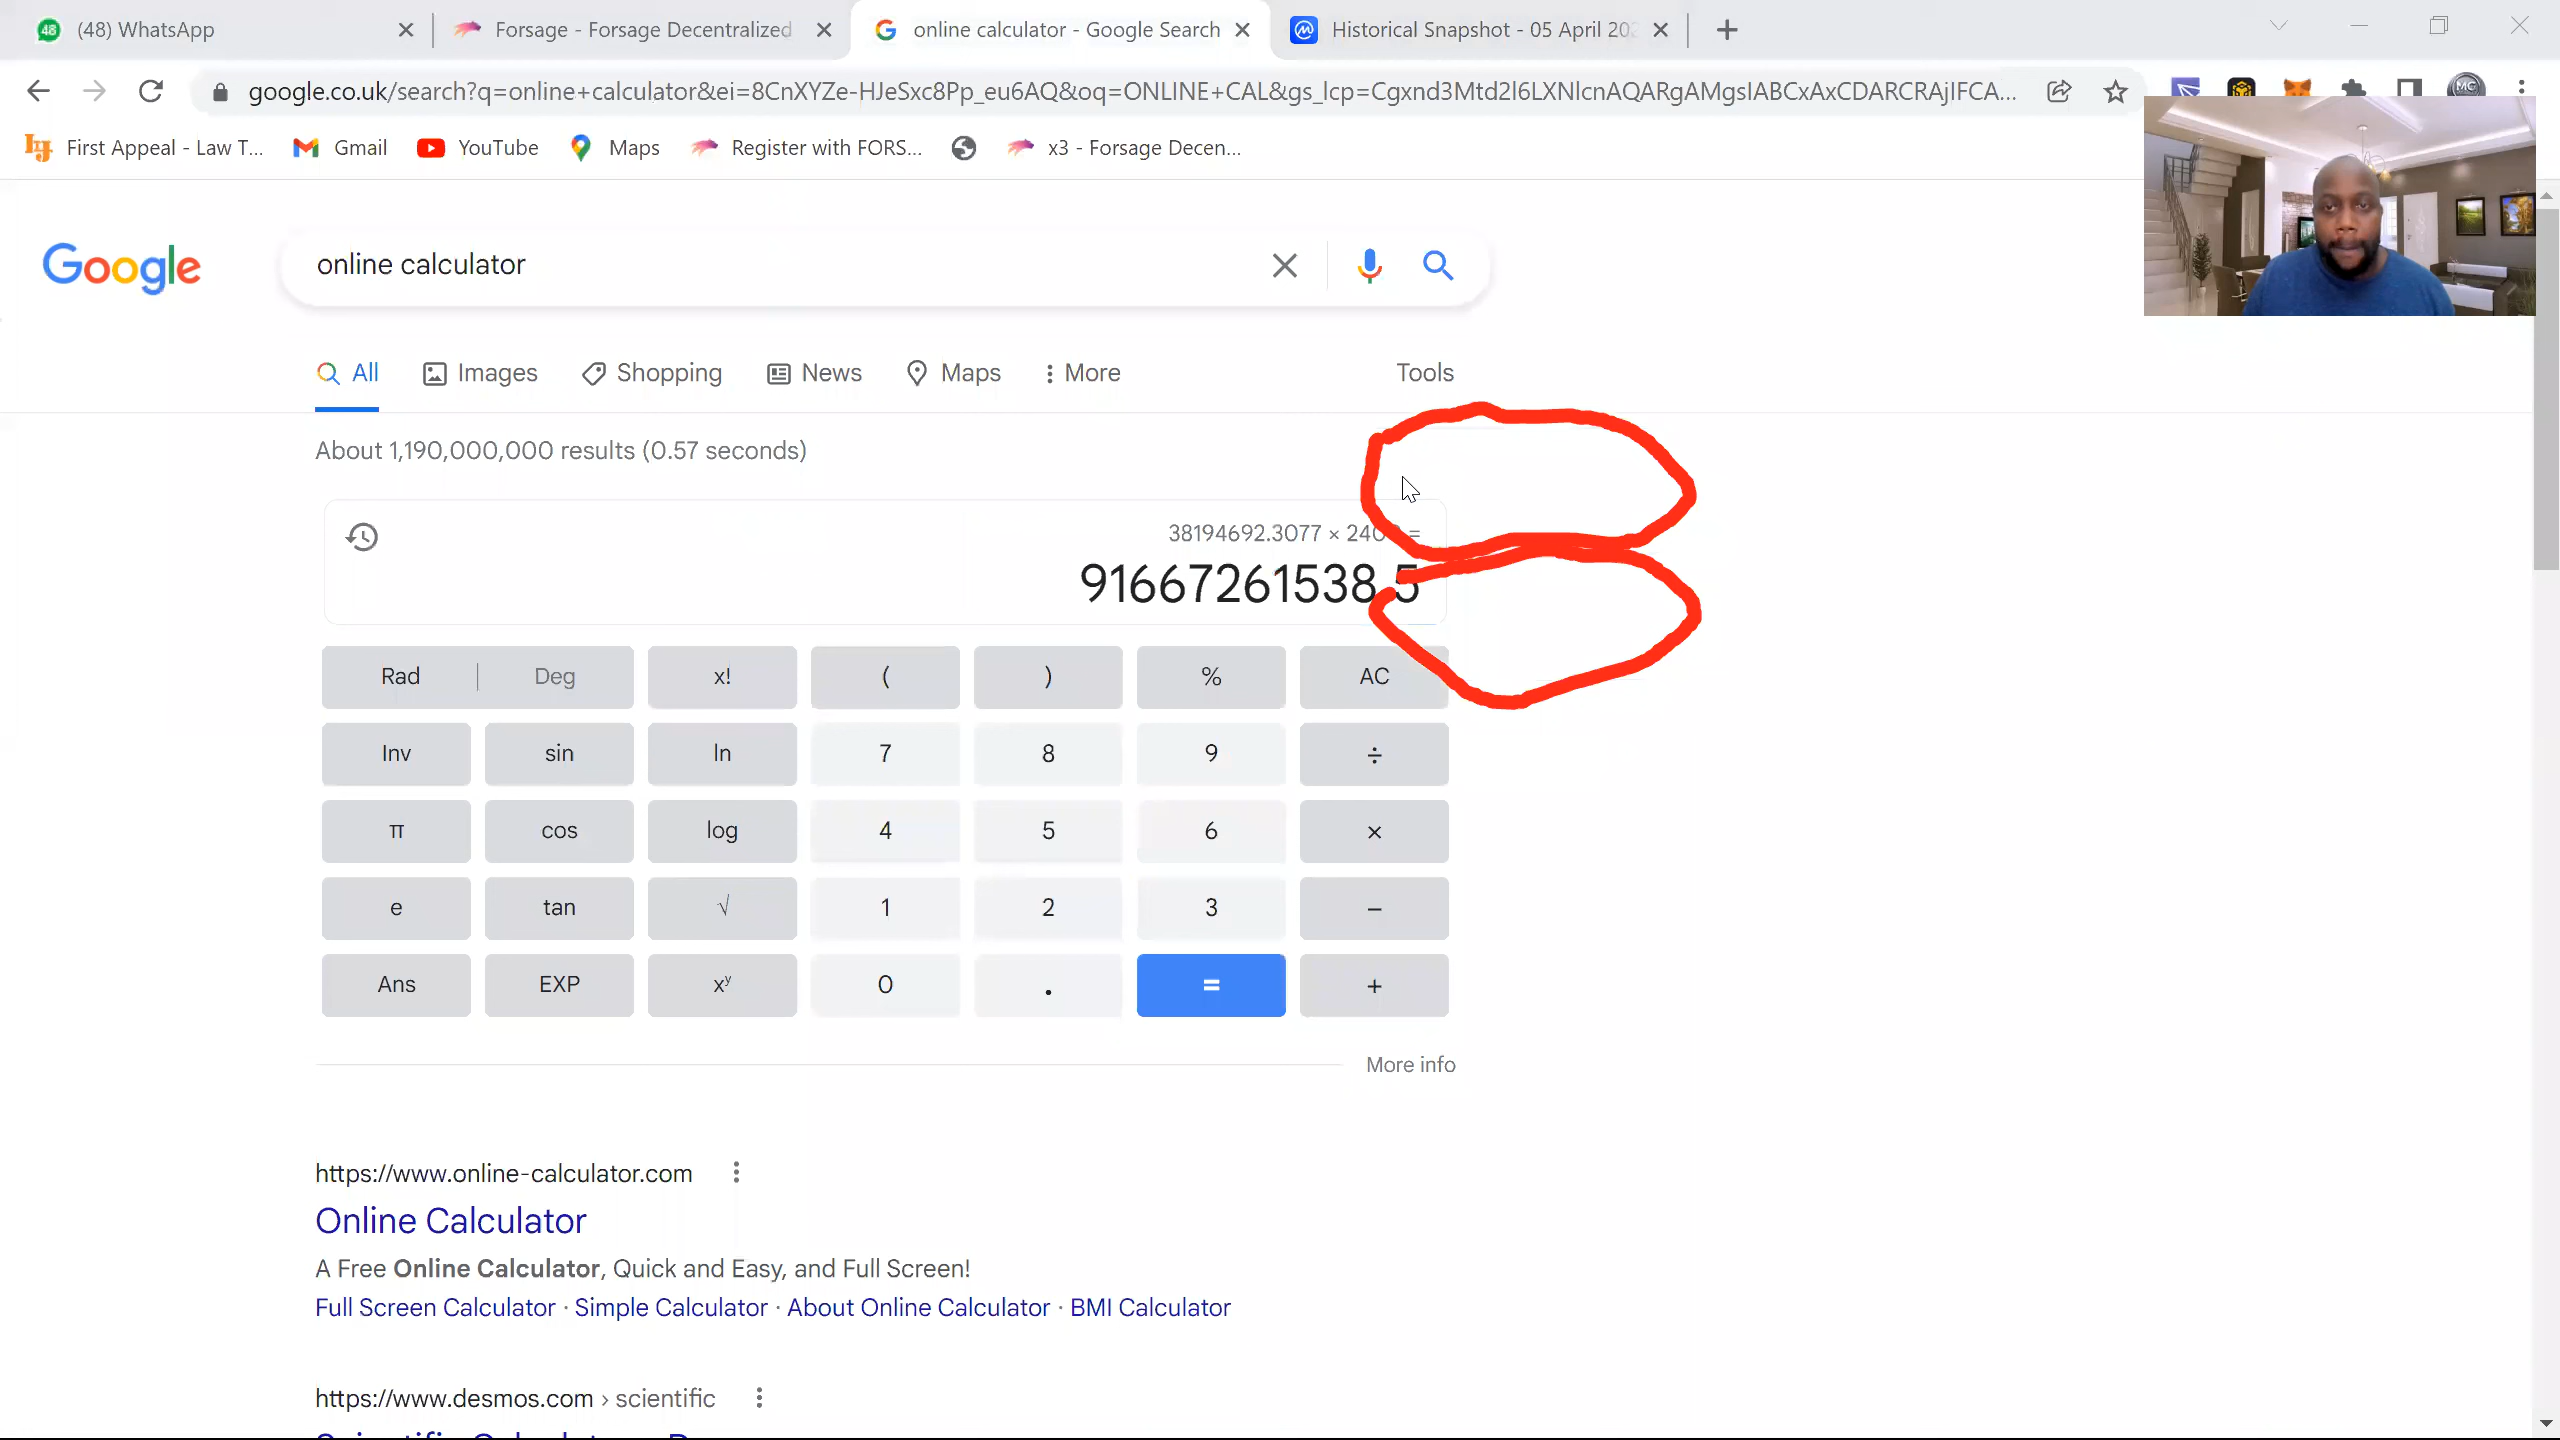 (48) WhatsApp
Forsage - Forsage Decentralized
online calculator - Google Search
Historical Snapshot - 05 April 202
google.co.uk/search?q=online+calculator&ei=8CnXYZe-HJeSxc8Pp_eu6AQ&oq=ONLINE+CAL&gs_lcp=Cgxnd3Mtd2l6LXNlcnAQARgAMgsIABCxAxCDARCRAjIFCA...
First Appeal - Law T...
Gmail
YouTube
Maps
Register with FORS...
x3 - Forsage Decen...
Google
online calculator
All
Images
Shopping
News
Maps
More
Tools
About 1,190,000,000 results (0.57 seconds)
38194692.3077 × 2400 =
91667261538.5
Rad
Deg
x!
(
)
%
AC
Inv
sin
ln
7
8
9
÷
π
cos
log
4
5
6
×
e
tan
√
1
2
3
−
Ans
EXP
xʸ
0
.
=
+
More info
https://www.online-calculator.com
Online Calculator
A Free Online Calculator, Quick and Easy, and Full Screen!
Full Screen Calculator · Simple Calculator · About Online Calculator · BMI Calculator
https://www.desmos.com › scientific